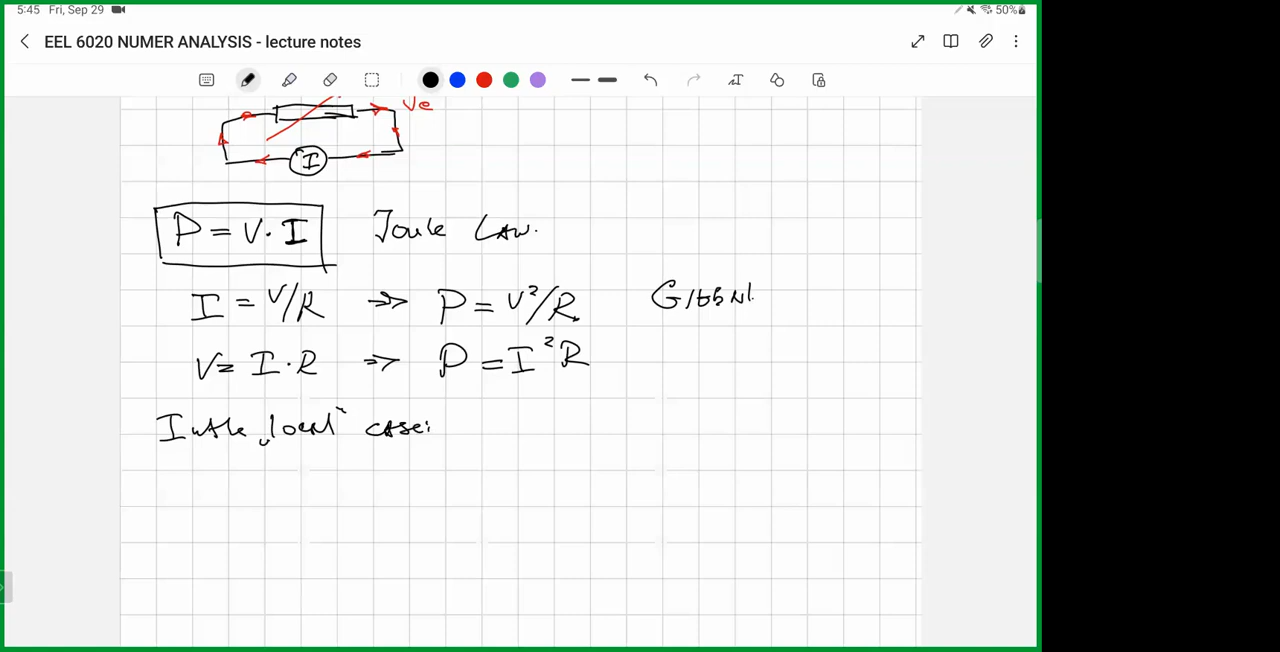 5:45 Fri, Sep 29 50%
EEL 6020 NUMER ANALYSIS - lecture notes
Ve
I
P = V · I Joule Law.
I = V/R => P = V²/R Global
V = I · R => P = I²R
In the „local” case: